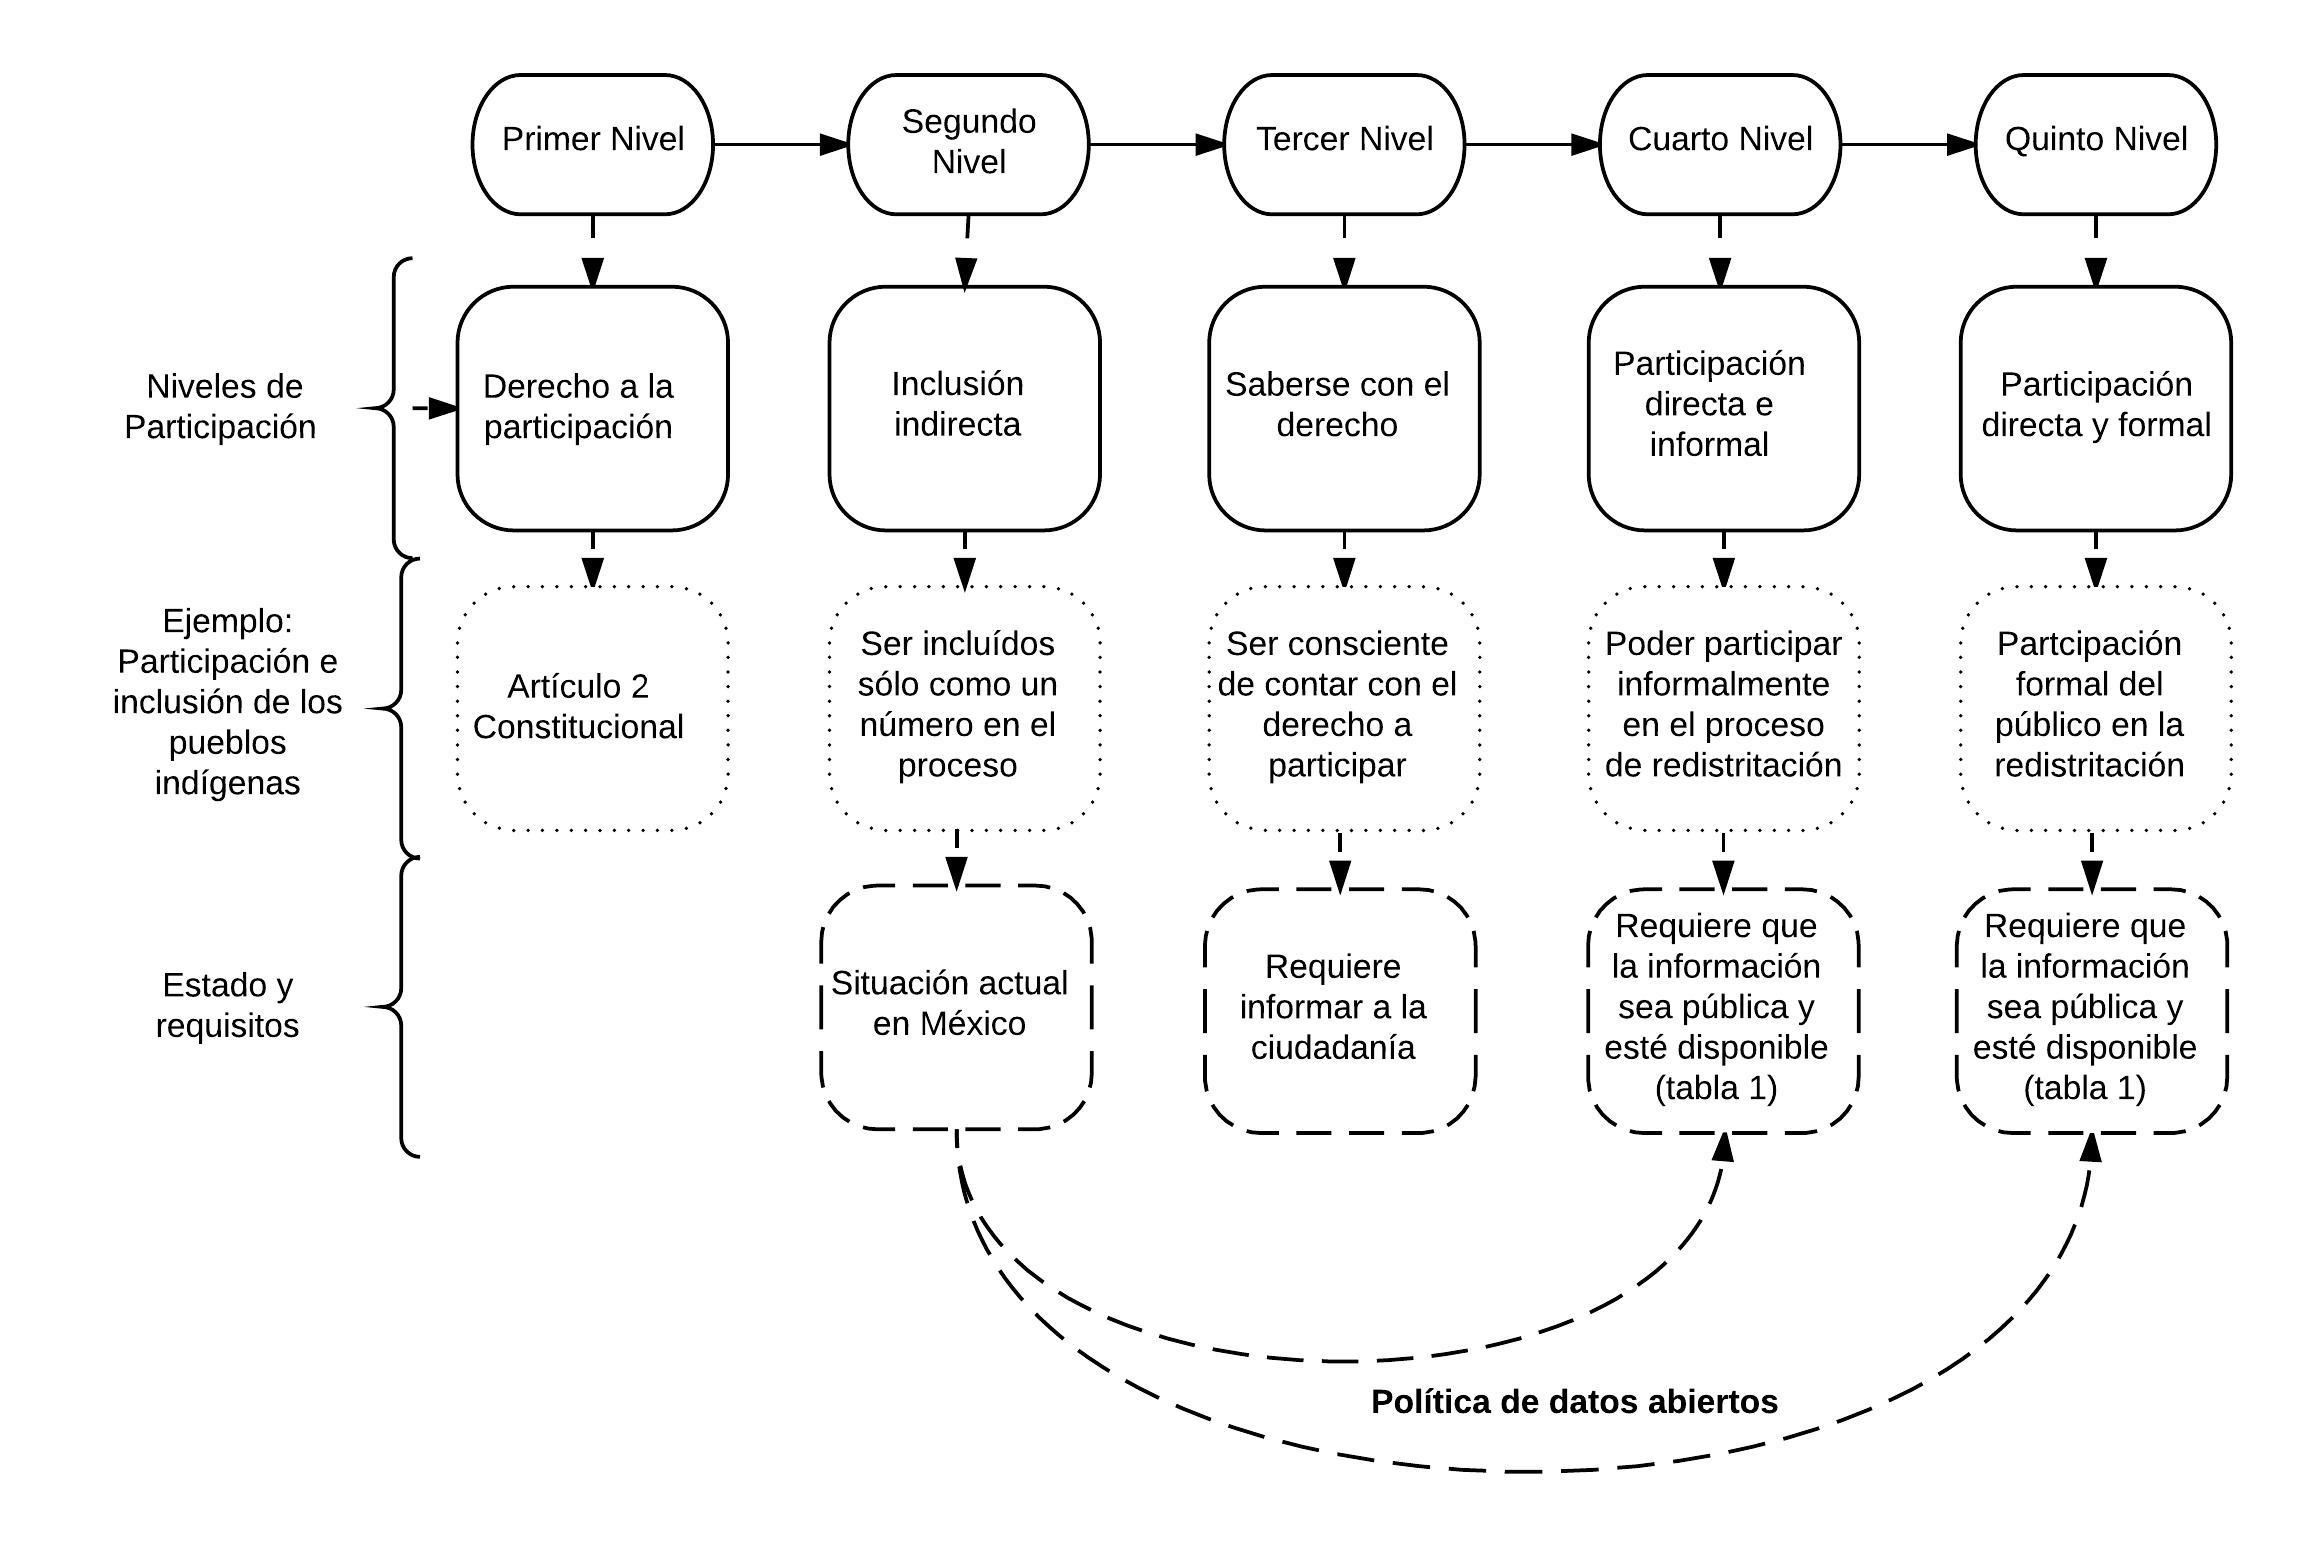 Primer Nivel
Segundo
Nivel
Tercer Nivel
Cuarto Nivel
Quinto Nivel
Niveles de
Participación
Derecho a la
participación
Inclusión
indirecta
Saberse con el
derecho
Participación
directa e
informal
Participación
directa y formal
Ejemplo:
Participación e
inclusión de los
pueblos
indígenas
Artículo 2
Constitucional
Ser incluídos
sólo como un
número en el
proceso
Ser consciente
de contar con el
derecho a
participar
Poder participar
informalmente
en el proceso
de redistritación
Partcipación
formal del
público en la
redistritación
Estado y
requisitos
Situación actual
en México
Requiere
informar a la
ciudadanía
Requiere que
la información
sea pública y
esté disponible
(tabla 1)
Requiere que
la información
sea pública y
esté disponible
(tabla 1)
Política de datos abiertos